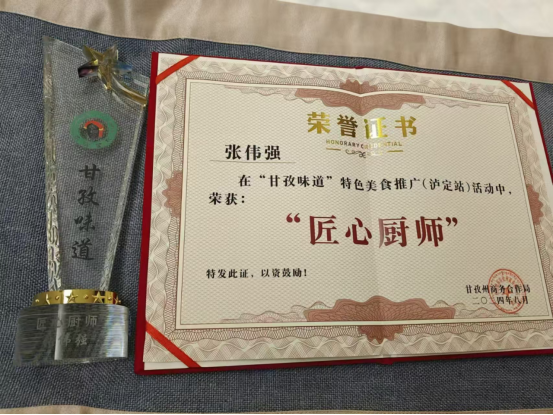 甘孜味道
匠心厨师
荣誉证书
HONORARY CREDENTIAL
张伟强
在“甘孜味道”特色美食推广(泸定站)活动中，
荣获：
“匠心厨师”
特发此证，以资鼓励！
甘孜州商务合作局
二〇二四年八月